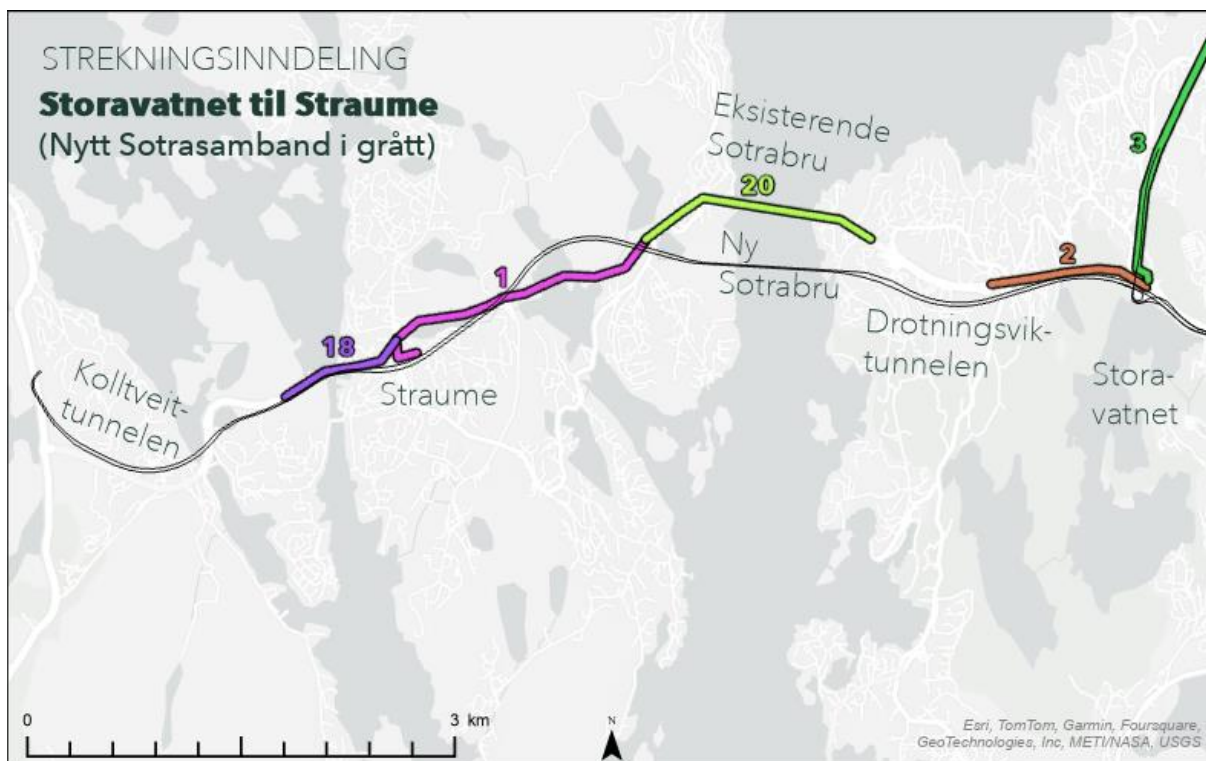 STREKNINGSINNDELING
Storavatnet til Straume
(Nytt Sotrasamband i grått)
Eksisterende
Sotrabru
20
3
Ny
Sotrabru
2
1
Drotningsvik-
tunnelen
18
Kolltveit-
tunnelen
Straume
Stora-
vatnet
0
3 km
N
Esri, TomTom, Garmin, Foursquare,
GeoTechnologies, Inc, METI/NASA, USGS